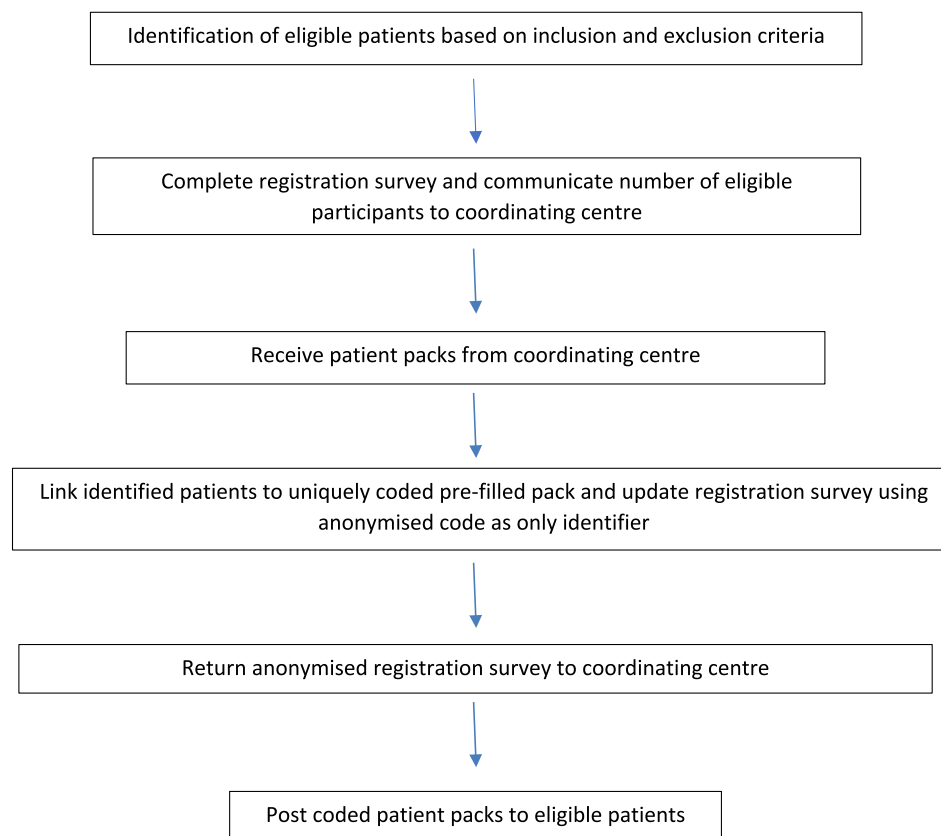 Identification of eligible patients based on inclusion and exclusion criteria
Complete registration survey and communicate number of eligible
participants to coordinating centre
Receive patient packs from coordinating centre
Link identified patients to uniquely coded pre-filled pack and update registration survey using
anonymised code as only identifier
Return anonymised registration survey to coordinating centre
Post coded patient packs to eligible patients